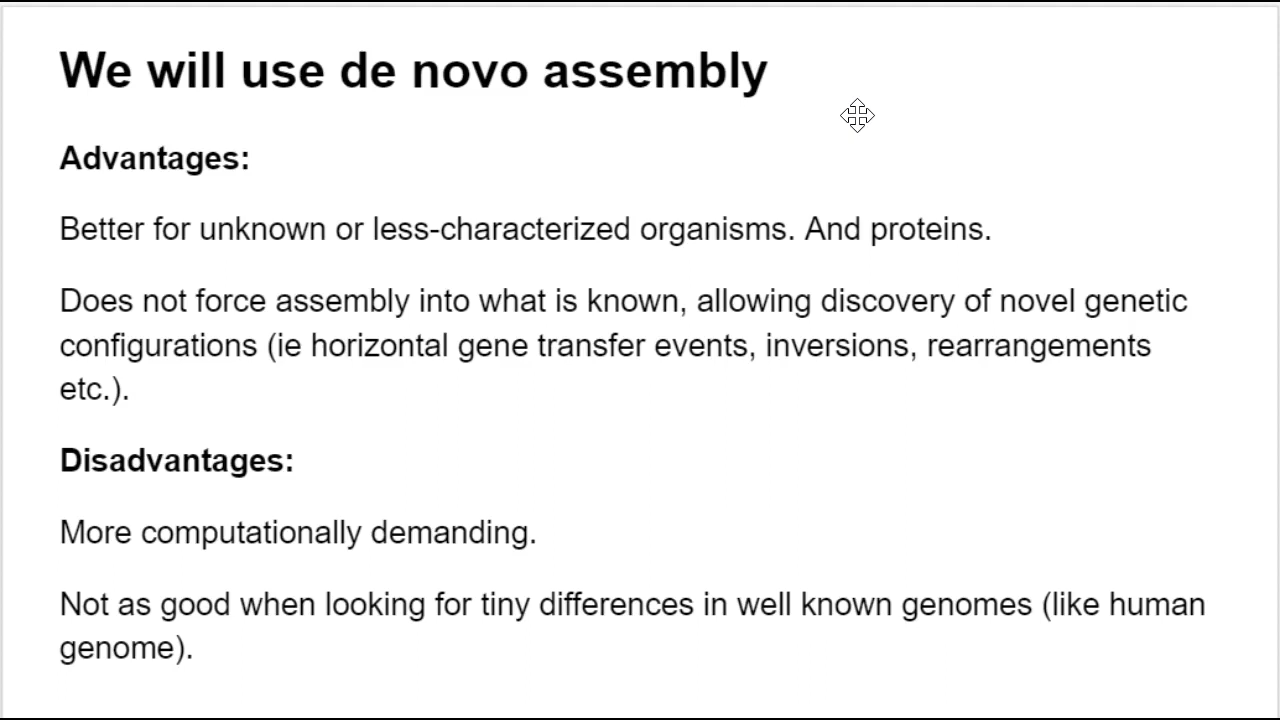 We will use de novo assembly
Advantages:
Better for unknown or less-characterized organisms. And proteins.
Does not force assembly into what is known, allowing discovery of novel genetic
configurations (ie horizontal gene transfer events, inversions, rearrangements
etc.).
Disadvantages:
More computationally demanding.
Not as good when looking for tiny differences in well known genomes (like human
genome).